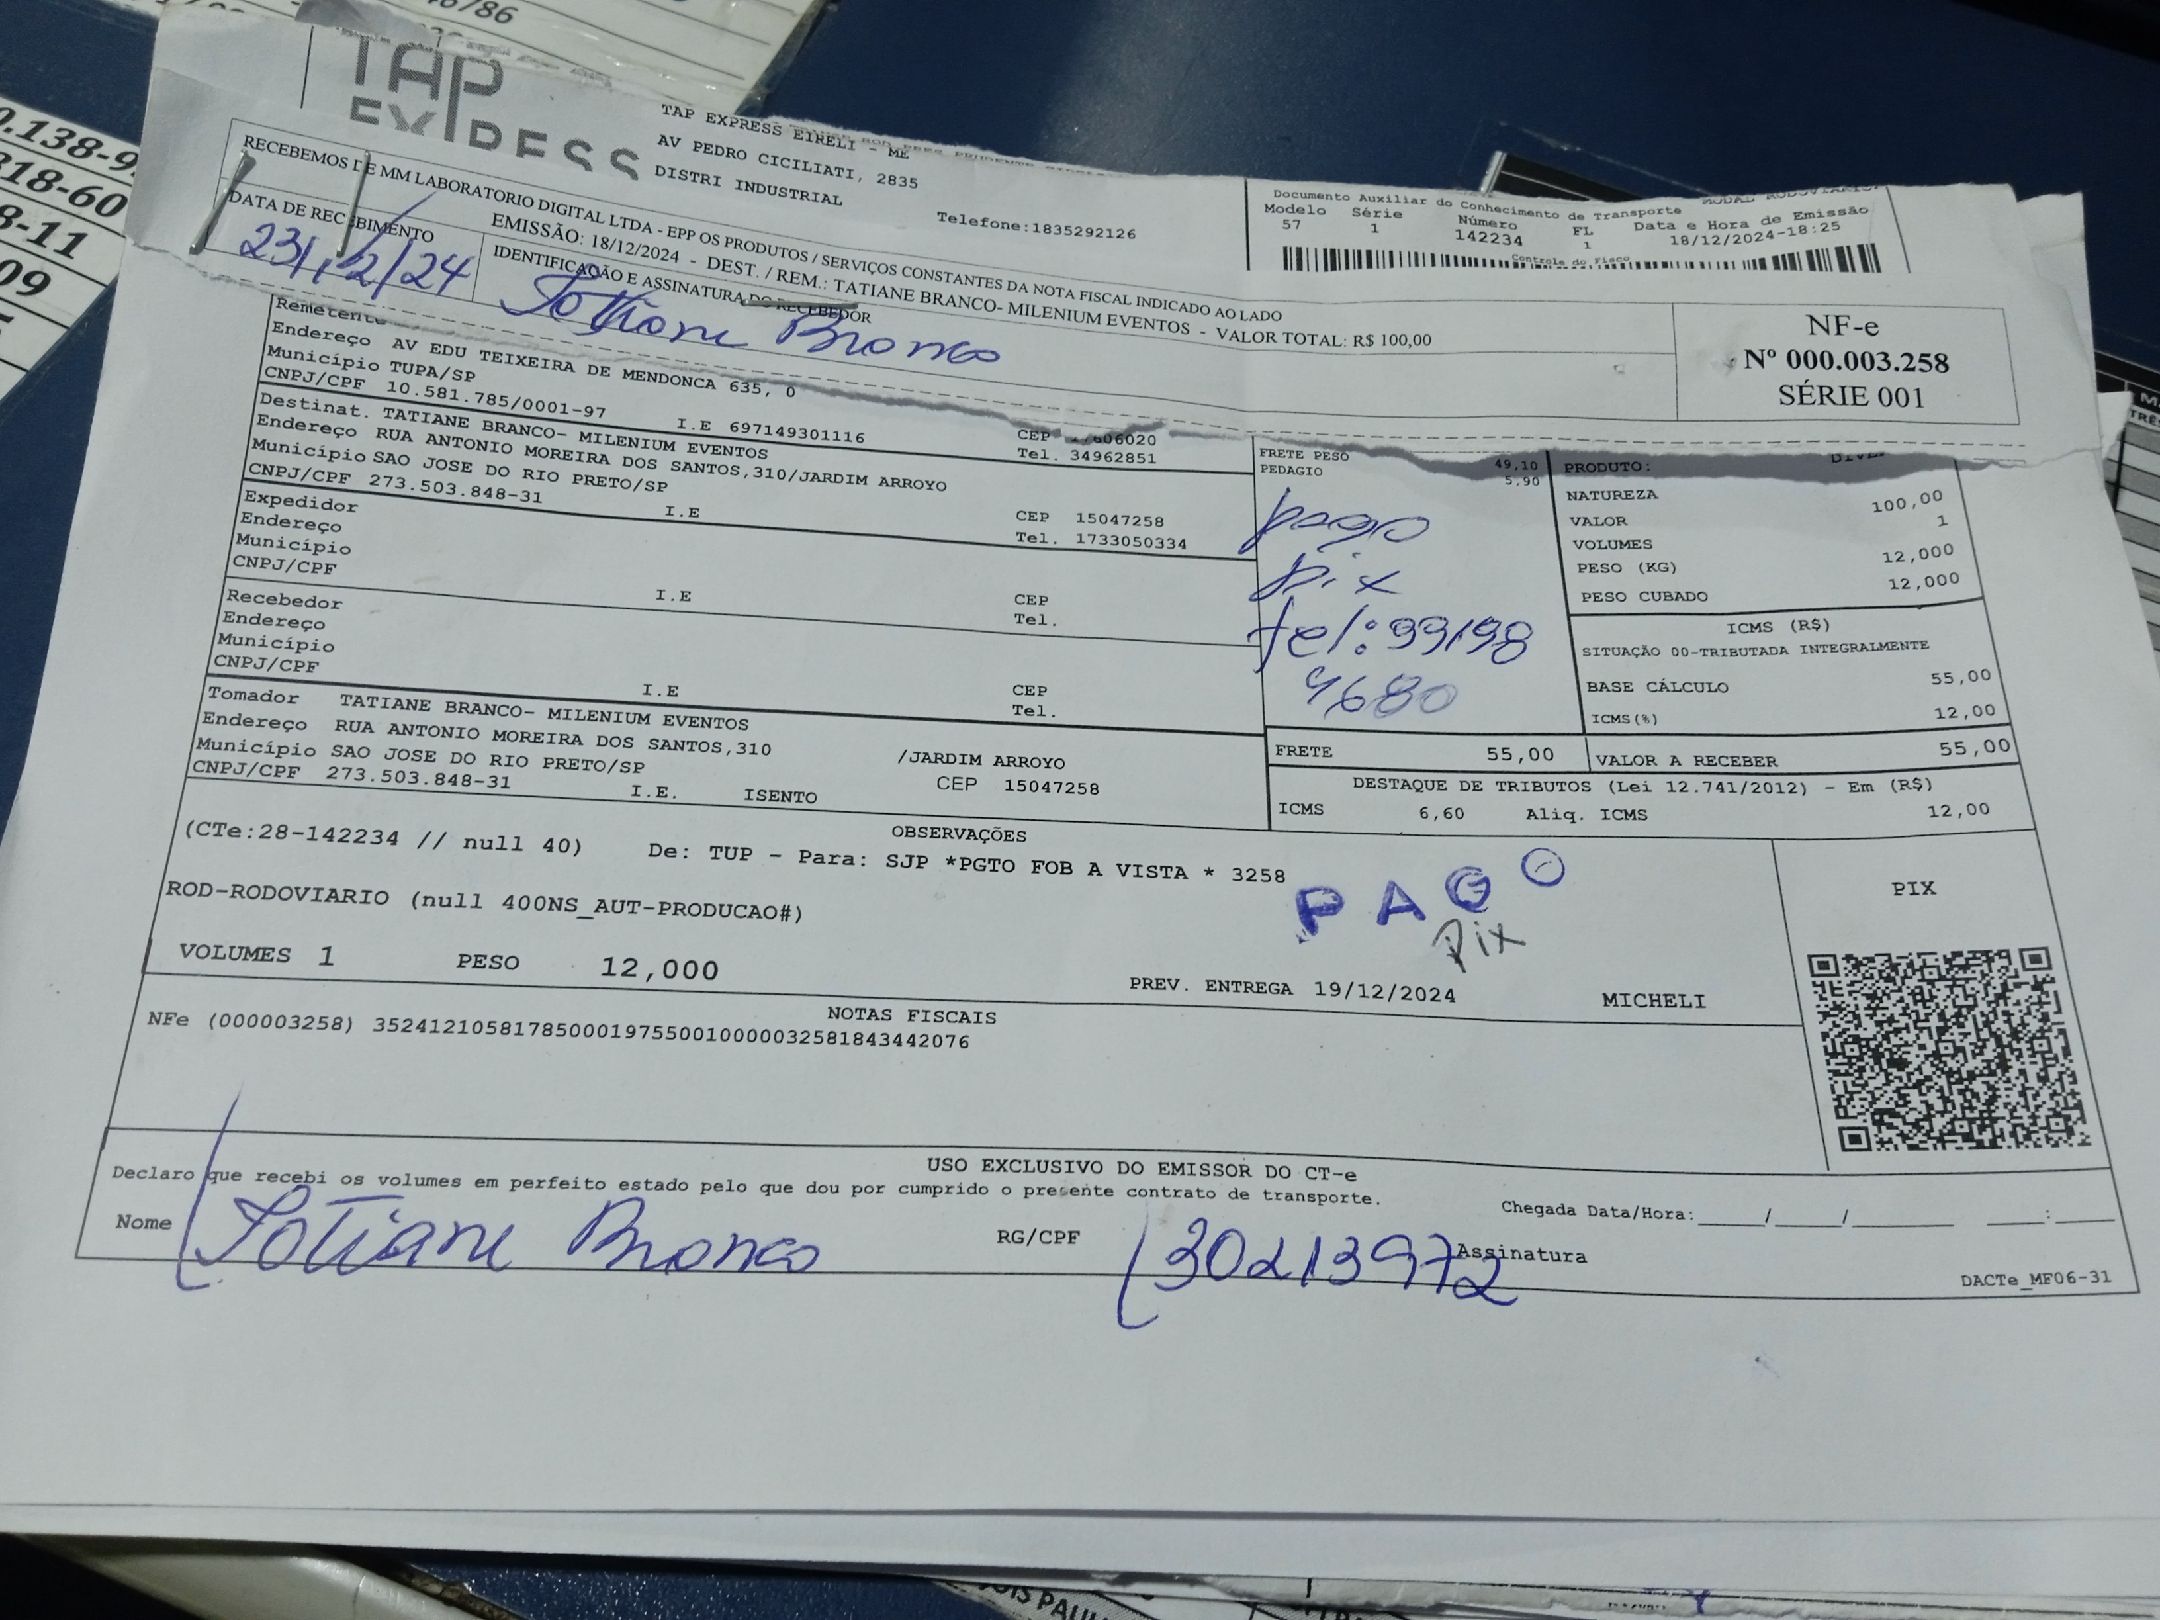 TAP
EXPRESS
TAP EXPRESS EIRELI - ME
AV PEDRO CICILIATI, 2835
DISTRI INDUSTRIAL
Telefone:1835292126
Documento Auxiliar do Conhecimento de Transporte
Modelo Série Número FL Data e Hora de Emissão
57 1 142234 1 18/12/2024-18:25
Controle do Fisco
RECEBEMOS DE MM LABORATORIO DIGITAL LTDA - EPP OS PRODUTOS / SERVIÇOS CONSTANTES DA NOTA FISCAL INDICADO AO LADO
EMISSÃO: 18/12/2024 - DEST. / REM.: TATIANE BRANCO- MILENIUM EVENTOS - VALOR TOTAL: R$ 100,00
DATA DE RECEBIMENTO
23/12/24
IDENTIFICAÇÃO E ASSINATURA DO RECEBEDOR
Tatiane Branco
NF-e
Nº 000.003.258
SÉRIE 001
Remetente
Endereço AV EDU TEIXEIRA DE MENDONCA 635, 0
Município TUPA/SP
CNPJ/CPF 10.581.785/0001-97 I.E 697149301116
CEP
Tel. 34962851
Destinat. TATIANE BRANCO- MILENIUM EVENTOS
Endereço RUA ANTONIO MOREIRA DOS SANTOS,310/JARDIM ARROYO
Município SAO JOSE DO RIO PRETO/SP CEP 15047258
CNPJ/CPF 273.503.848-31 I.E Tel. 1733050334
Expedidor
Endereço
Município CEP
CNPJ/CPF I.E Tel.
Recebedor
Endereço
Município CEP
CNPJ/CPF I.E Tel.
Tomador TATIANE BRANCO- MILENIUM EVENTOS
Endereço RUA ANTONIO MOREIRA DOS SANTOS,310 /JARDIM ARROYO
Município SAO JOSE DO RIO PRETO/SP CEP 15047258
CNPJ/CPF 273.503.848-31 I.E. ISENTO
FRETE PESO 49,10
PEDAGIO 5,90
pago
pix
tel: 99198
4680
PRODUTO:
NATUREZA
VALOR 100,00
VOLUMES 1
PESO (KG) 12,000
PESO CUBADO 12,000
ICMS (R$)
SITUAÇÃO 00-TRIBUTADA INTEGRALMENTE
BASE CÁLCULO 55,00
ICMS(%) 12,00
FRETE 55,00 VALOR A RECEBER 55,00
DESTAQUE DE TRIBUTOS (Lei 12.741/2012) - Em (R$)
ICMS 6,60 Aliq. ICMS 12,00
OBSERVAÇÕES
(CTe:28-142234 // null 40) De: TUP - Para: SJP *PGTO FOB A VISTA * 3258
ROD-RODOVIARIO (null 400NS_AUT-PRODUCAO#)
PAGO
Pix
VOLUMES 1 PESO 12,000 PREV. ENTREGA 19/12/2024 MICHELI
PIX
NOTAS FISCAIS
NFe (000003258) 35241210581785000197550010000032581843442076
USO EXCLUSIVO DO EMISSOR DO CT-e
Declaro que recebi os volumes em perfeito estado pelo que dou por cumprido o presente contrato de transporte.
Chegada Data/Hora:_____/_____/________ ____:____
Nome Tatiane Branco RG/CPF 30213972 Assinatura
DACTe_MF06-31